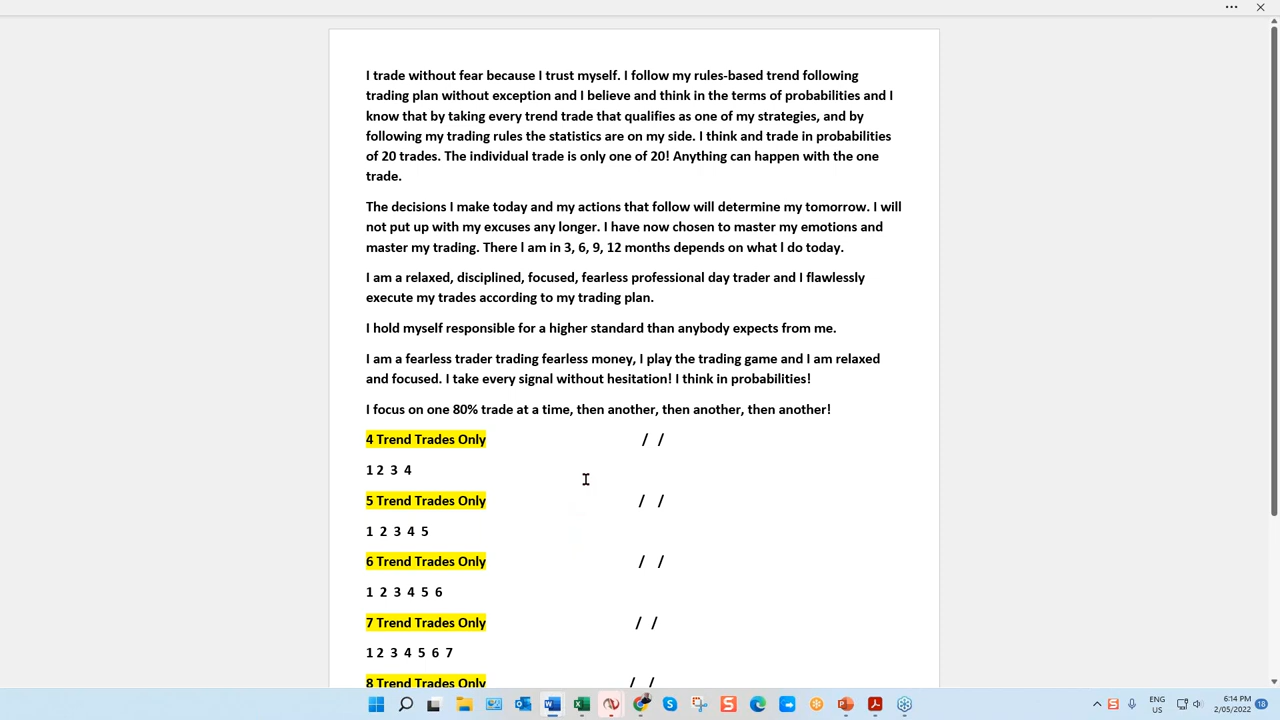 I trade without fear because I trust myself. I follow my rules-based trend following
trading plan without exception and I believe and think in the terms of probabilities and I
know that by taking every trend trade that qualifies as one of my strategies, and by
following my trading rules the statistics are on my side. I think and trade in probabilities
of 20 trades. The individual trade is only one of 20! Anything can happen with the one
trade.
The decisions I make today and my actions that follow will determine my tomorrow. I will
not put up with my excuses any longer. I have now chosen to master my emotions and
master my trading. There l am in 3, 6, 9, 12 months depends on what l do today.
I am a relaxed, disciplined, focused, fearless professional day trader and I flawlessly
execute my trades according to my trading plan.
I hold myself responsible for a higher standard than anybody expects from me.
I am a fearless trader trading fearless money, I play the trading game and I am relaxed
and focused. I take every signal without hesitation! I think in probabilities!
I focus on one 80% trade at a time, then another, then another, then another!
4 Trend Trades Only / /
1 2 3 4
5 Trend Trades Only / /
1 2 3 4 5
6 Trend Trades Only / /
1 2 3 4 5 6
7 Trend Trades Only / /
1 2 3 4 5 6 7
8 Trend Trades Only / /
ENG
US
6:14 PM
2/05/2022
18